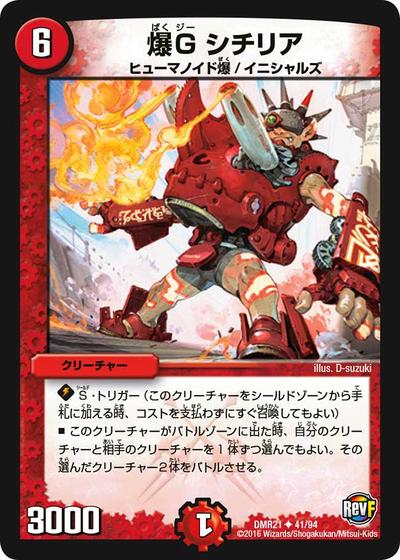 6
ばく ジー
爆G シチリア
ヒューマノイド爆 / イニシャルズ
クリーチャー
illus. D-suzuki
S・トリガー (このクリーチャーをシールドゾーンから手
札に加える時、コストを支払わずにすぐ召喚してもよい)
■ このクリーチャーがバトルゾーンに出た時、自分のクリー
チャーと相手のクリーチャーを1体ずつ選んでもよい。その
選んだクリーチャー2体をバトルさせる。
3000
1
DMR21 ◆ 41/94
©2016 Wizards/Shogakukan/Mitsui-Kids
RevF